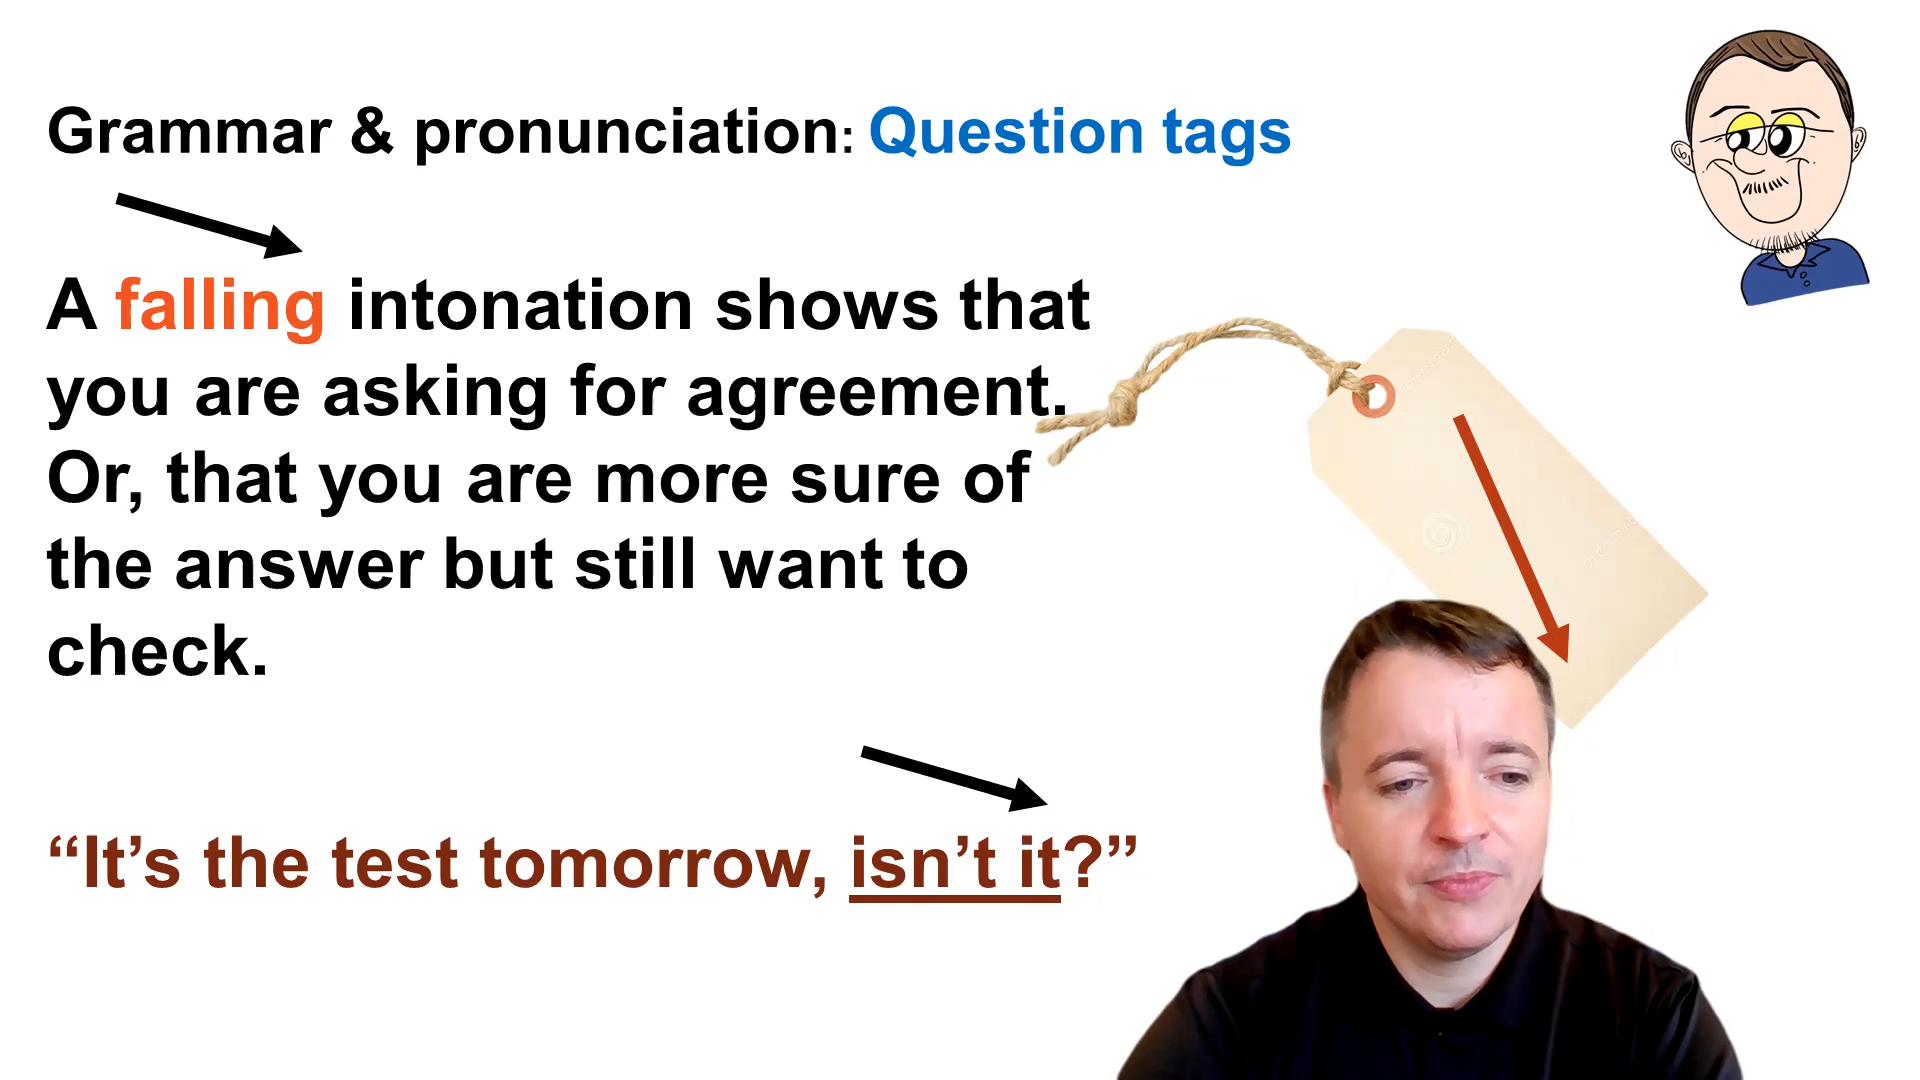 Grammar & pronunciation: Question tags
A falling intonation shows that
you are asking for agreement.
Or, that you are more sure of
the answer but still want to
check.
“It’s the test tomorrow, isn’t it?”